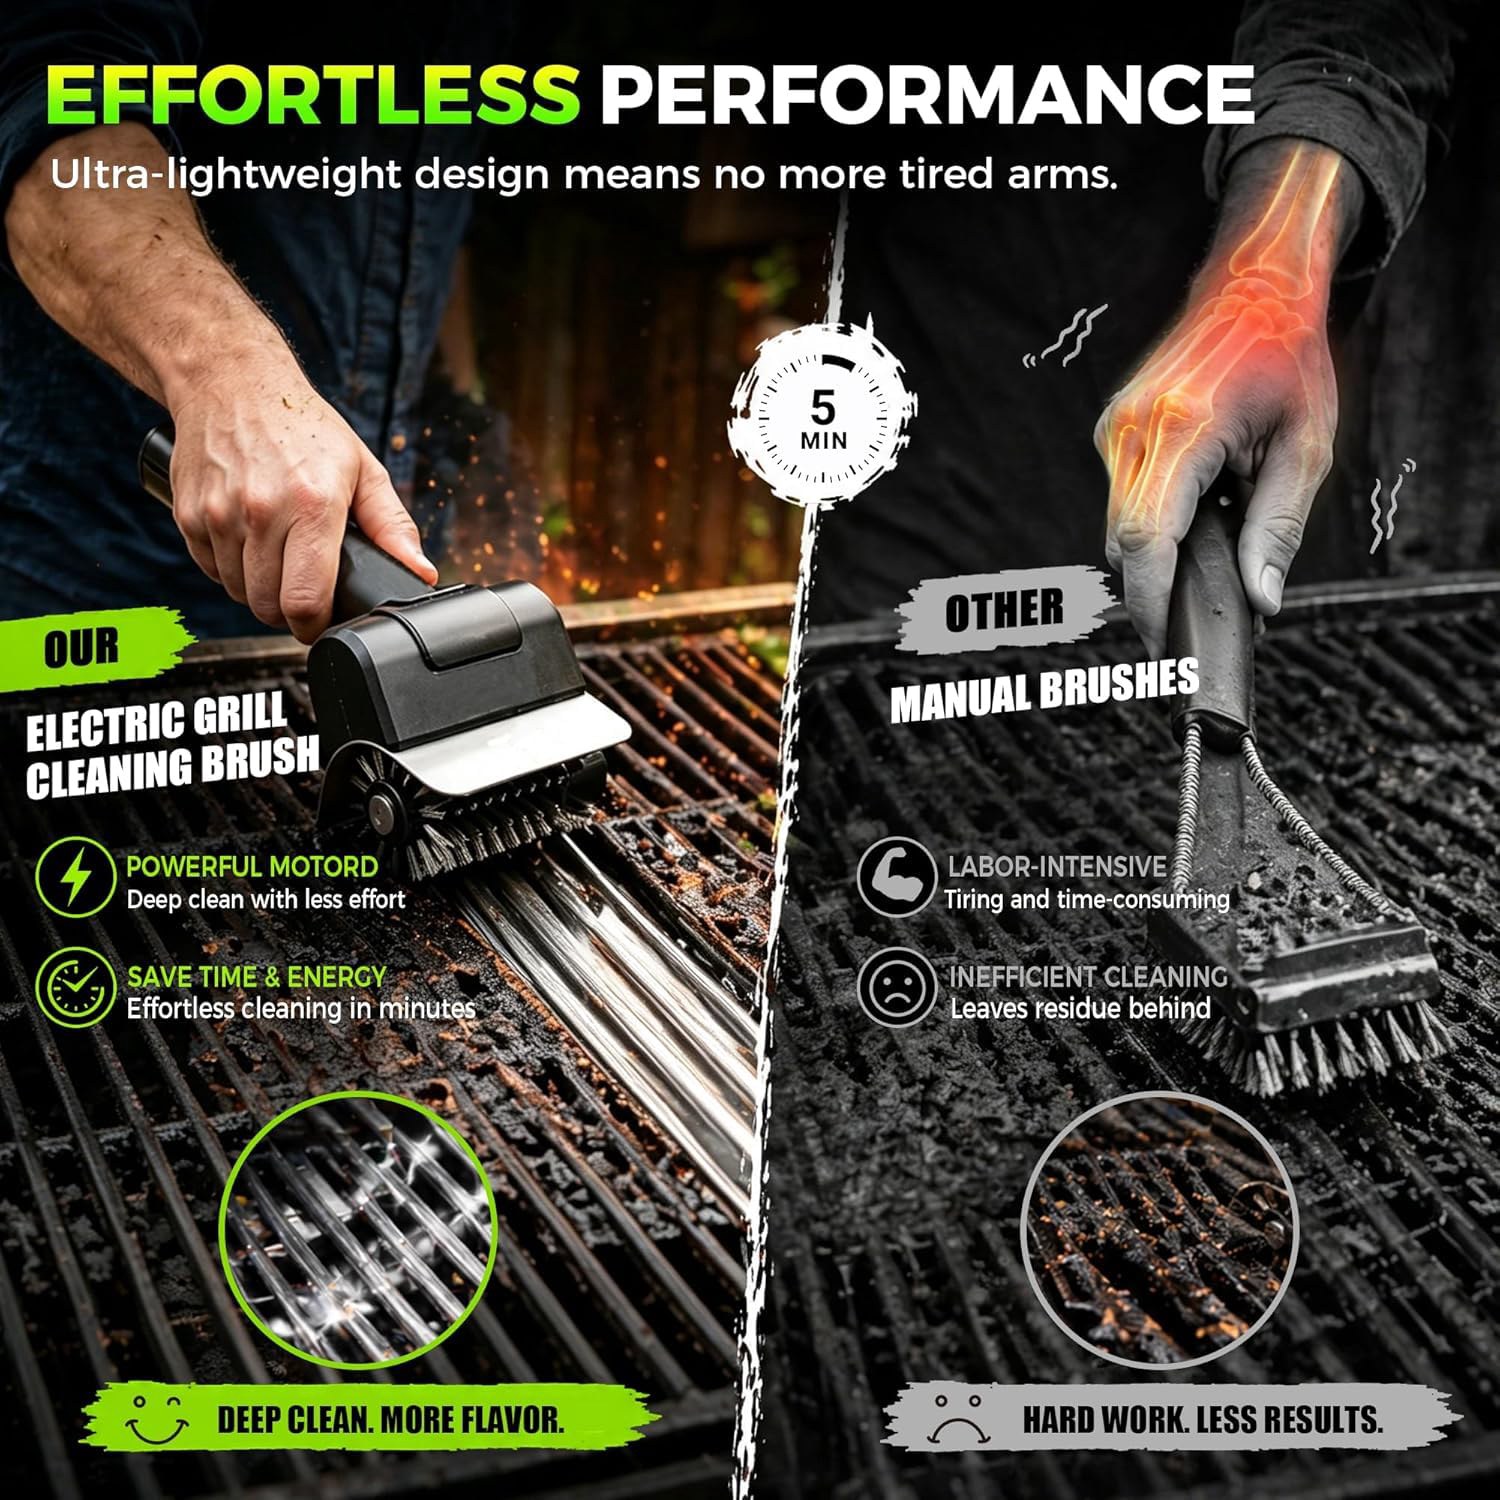 EFFORTLESS PERFORMANCE
Ultra-lightweight design means no more tired arms.
5
MIN
OUR
ELECTRIC GRILL
CLEANING BRUSH
POWERFUL MOTORD
Deep clean with less effort
SAVE TIME & ENERGY
Effortless cleaning in minutes
DEEP CLEAN. MORE FLAVOR.
OTHER
MANUAL BRUSHES
LABOR-INTENSIVE
Tiring and time-consuming
INEFFICIENT CLEANING
Leaves residue behind
HARD WORK. LESS RESULTS.